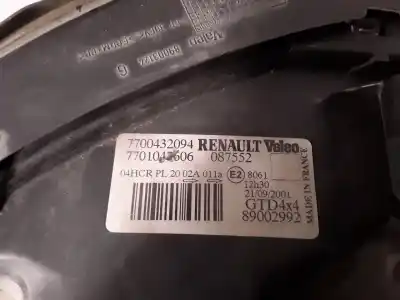 7700432094 RENAULT Valeo
7701047606 087552
04HCR PL 20 02A 011a E2 8061
12h30
21/09/2001
GTD4x4
89002992
MADE IN FRANCE
Valeo